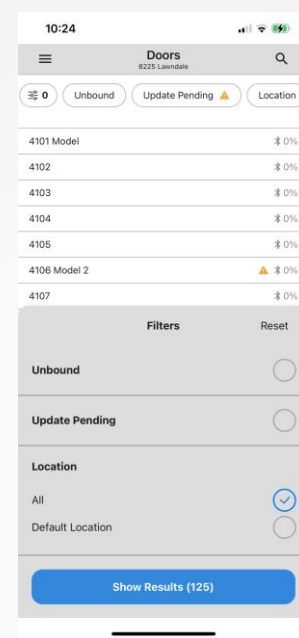 10:24
Doors
8225 Lawndale
0
Unbound
Update Pending
Location
4101 Model
0%
4102
0%
4103
0%
4104
0%
4105
0%
4106 Model 2
0%
4107
0%
Filters
Reset
Unbound
Update Pending
Location
All
Default Location
Show Results (125)